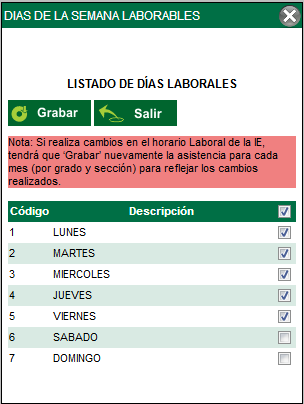 DIAS DE LA SEMANA LABORABLES
LISTADO DE DÍAS LABORALES
Grabar Salir
Nota: Si realiza cambios en el horario Laboral de la IE,
tendrá que 'Grabar' nuevamente la asistencia para cada
mes (por grado y sección) para reflejar los cambios
realizados.
Código Descripción
1 LUNES
2 MARTES
3 MIERCOLES
4 JUEVES
5 VIERNES
6 SABADO
7 DOMINGO